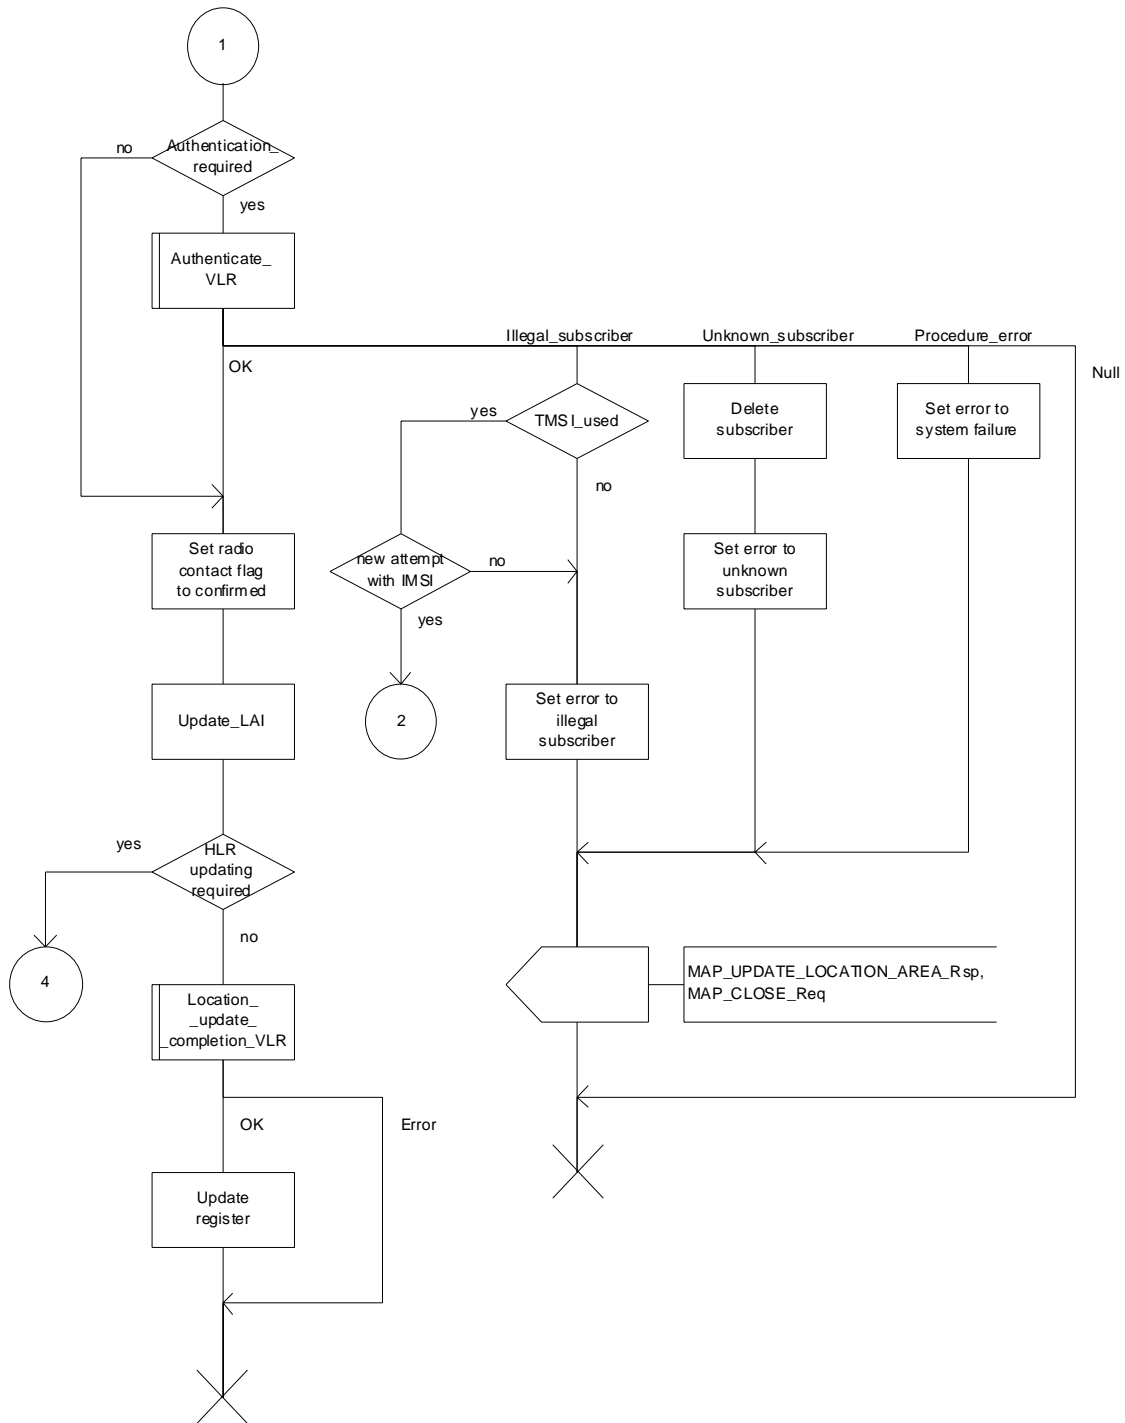 1
no
Authentication_
required
yes
Authenticate_
VLR
Illegal_subscriber
Unknown_subscriber
Procedure_error
OK
Null
yes
TMSI_used
no
Delete
subscriber
Set error to
system failure
Set radio
contact flag
to confirmed
new attempt
with IMSI
no
yes
Set error to
unknown
subscriber
Update_LAI
2
Set error to
illegal
subscriber
yes
HLR
updating
required
no
4
MAP_UPDATE_LOCATION_AREA_Rsp,
MAP_CLOSE_Req
Location_
_update_
_completion_VLR
OK
Error
Update
register